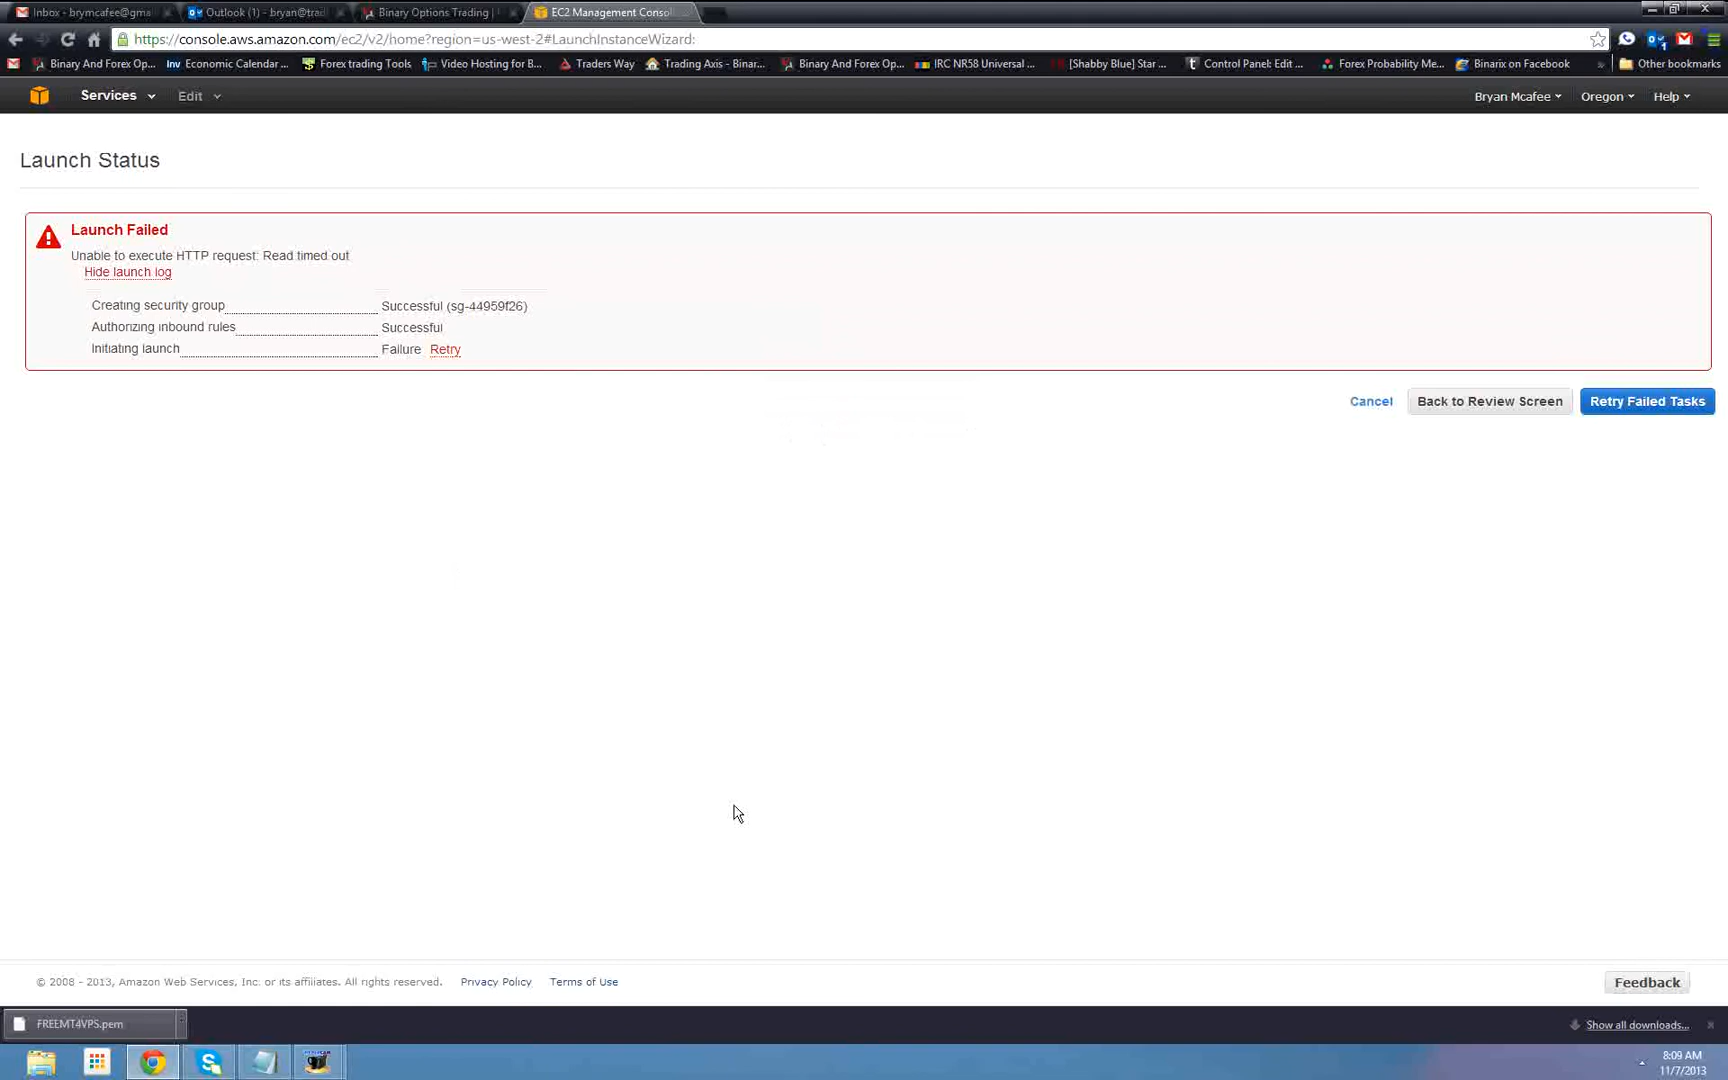 Inbox - brymcafee@gma
Outlook (1) - bryan@trad
Binary Options Trading |
EC2 Management Consol
https://console.aws.amazon.com/ec2/v2/home?region=us-west-2#LaunchInstanceWizard:
Binary And Forex Op...
Inv Economic Calendar ...
Forex trading Tools
Video Hosting for B...
Traders Way
Trading Axis - Binar...
Binary And Forex Op...
IRC NR58 Universal ...
[Shabby Blue] Star ...
t Control Panel: Edit ...
Forex Probability Me...
Binarix on Facebook
»
Other bookmarks
Services
Edit
Bryan Mcafee
Oregon
Help
Launch Status
Launch Failed
Unable to execute HTTP request: Read timed out
Hide launch log
Creating security group Successful (sg-44959f26)
Authorizing inbound rules Successful
Initiating launch Failure Retry
Cancel
Back to Review Screen
Retry Failed Tasks
© 2008 - 2013, Amazon Web Services, Inc. or its affiliates. All rights reserved.
Privacy Policy
Terms of Use
Feedback
FREEMT4VPS.pem
Show all downloads...
8:09 AM
11/7/2013